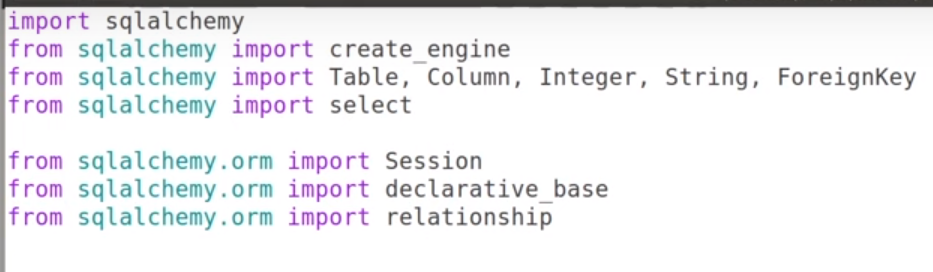 import sqlalchemy
from sqlalchemy import create_engine
from sqlalchemy import Table, Column, Integer, String, ForeignKey
from sqlalchemy import select
from sqlalchemy.orm import Session
from sqlalchemy.orm import declarative_base
from sqlalchemy.orm import relationship